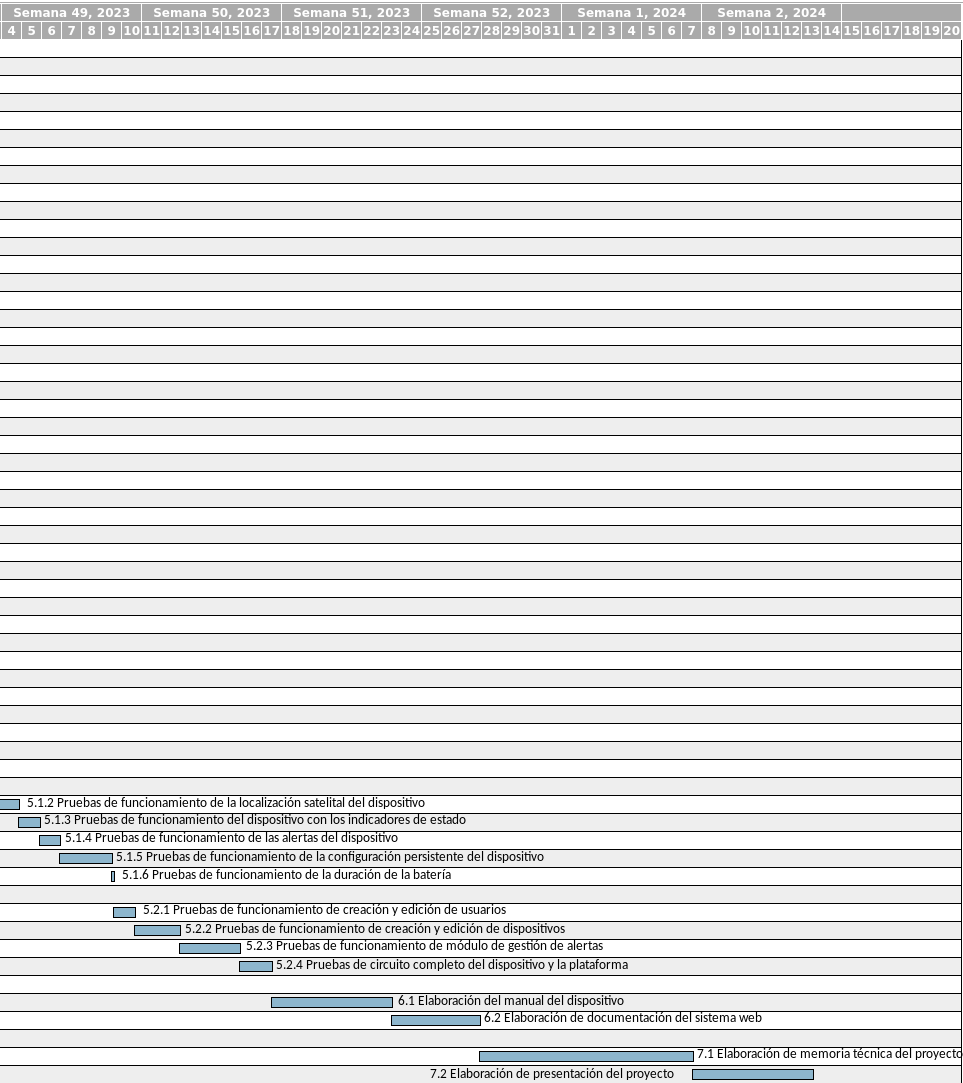 Semana 49, 2023 Semana 50, 2023 Semana 51, 2023 Semana 52, 2023 Semana 1, 2024 Semana 2, 2024
4 5 6 7 8 9 10 11 12 13 14 15 16 17 18 19 20 21 22 23 24 25 26 27 28 29 30 31 1 2 3 4 5 6 7 8 9 10 11 12 13 14 15 16 17 18 19 20
5.1.2 Pruebas de funcionamiento de la localización satelital del dispositivo
5.1.3 Pruebas de funcionamiento del dispositivo con los indicadores de estado
5.1.4 Pruebas de funcionamiento de las alertas del dispositivo
5.1.5 Pruebas de funcionamiento de la configuración persistente del dispositivo
5.1.6 Pruebas de funcionamiento de la duración de la batería
5.2.1 Pruebas de funcionamiento de creación y edición de usuarios
5.2.2 Pruebas de funcionamiento de creación y edición de dispositivos
5.2.3 Pruebas de funcionamiento de módulo de gestión de alertas
5.2.4 Pruebas de circuito completo del dispositivo y la plataforma
6.1 Elaboración del manual del dispositivo
6.2 Elaboración de documentación del sistema web
7.1 Elaboración de memoria técnica del proyecto
7.2 Elaboración de presentación del proyecto